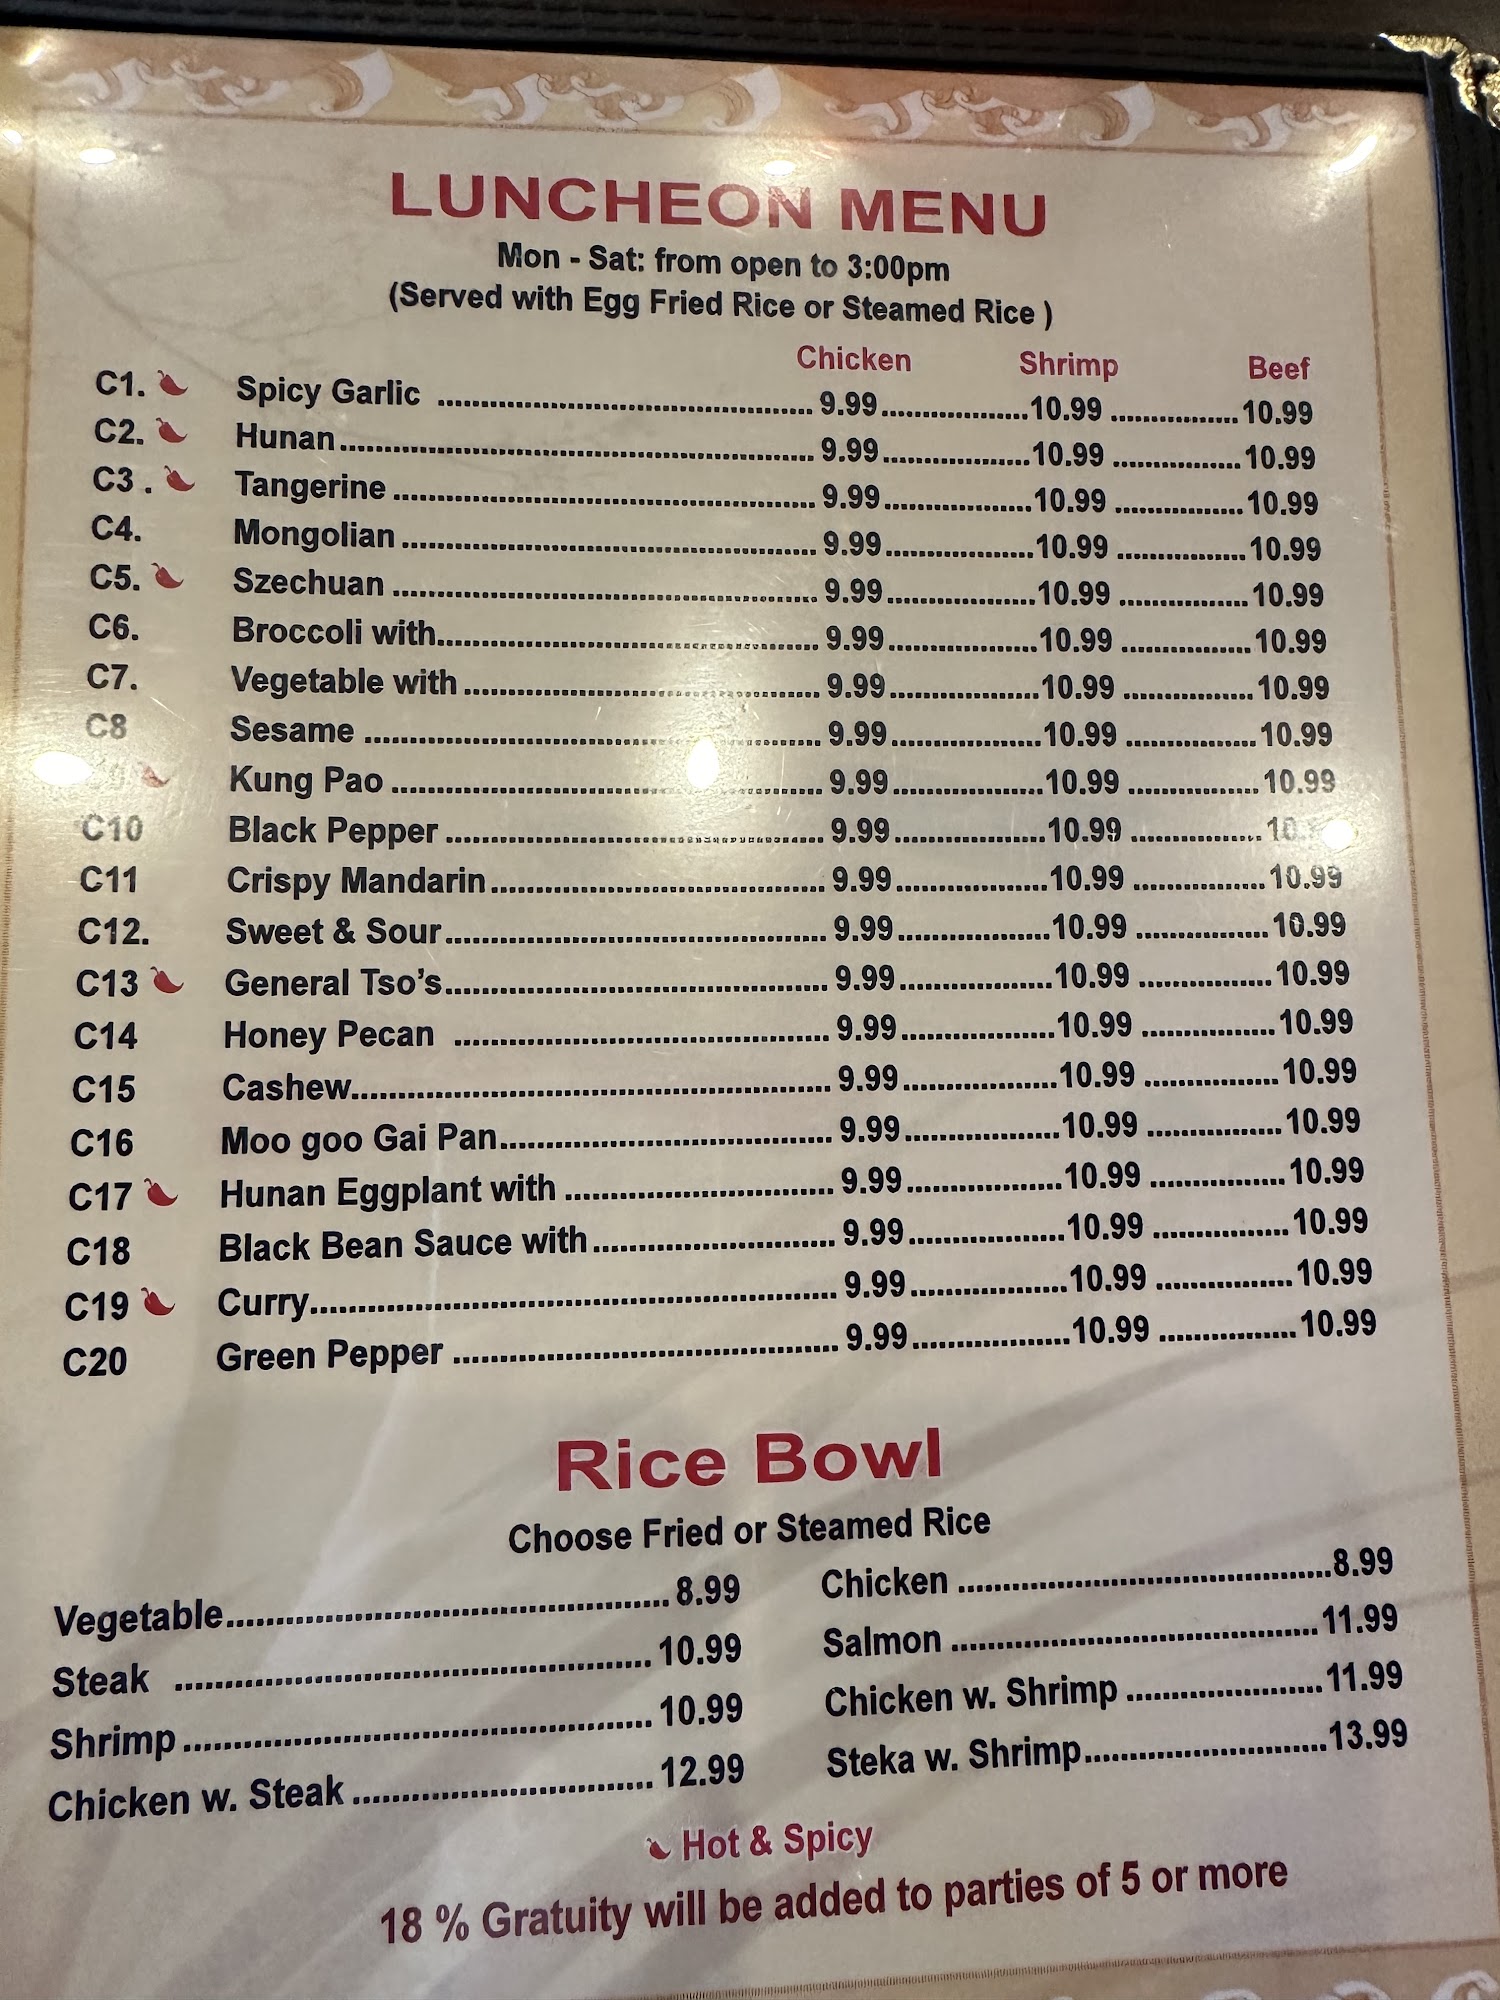 LUNCHEON MENU
Mon - Sat: from open to 3:00pm
(Served with Egg Fried Rice or Steamed Rice )
Chicken Shrimp Beef
C1. Spicy Garlic 9.99 10.99 10.99
C2. Hunan 9.99 10.99 10.99
C3 . Tangerine 9.99 10.99 10.99
C4. Mongolian 9.99 10.99 10.99
C5. Szechuan 9.99 10.99 10.99
C6. Broccoli with 9.99 10.99 10.99
C7. Vegetable with 9.99 10.99 10.99
C8 Sesame 9.99 10.99 10.99
Kung Pao 9.99 10.99 10.99
C10 Black Pepper 9.99 10.99
C11 Crispy Mandarin 9.99 10.99 10.99
C12. Sweet & Sour 9.99 10.99 10.99
C13 General Tso's 9.99 10.99 10.99
C14 Honey Pecan 9.99 10.99 10.99
C15 Cashew 9.99 10.99 10.99
C16 Moo goo Gai Pan 9.99 10.99 10.99
C17 Hunan Eggplant with 9.99 10.99 10.99
C18 Black Bean Sauce with 9.99 10.99 10.99
C19 Curry 9.99 10.99 10.99
C20 Green Pepper 9.99 10.99 10.99
Rice Bowl
Choose Fried or Steamed Rice
Vegetable 8.99 Chicken 8.99
Steak 10.99 Salmon 11.99
Shrimp 10.99 Chicken w. Shrimp 11.99
Chicken w. Steak 12.99 Steka w. Shrimp 13.99
Hot & Spicy
18 % Gratuity will be added to parties of 5 or more